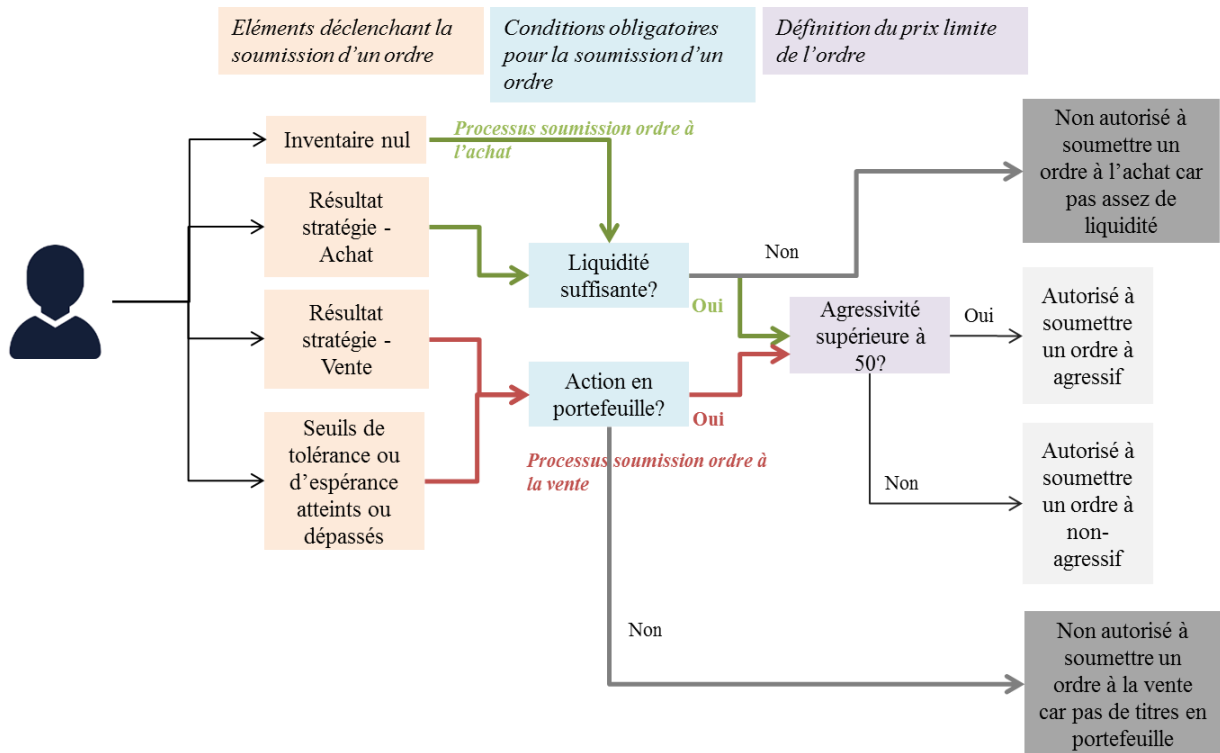 Eléments déclenchant la
soumission d’un ordre
Conditions obligatoires
pour la soumission d’un
ordre
Définition du prix limite
de l’ordre
Inventaire nul
Processus soumission ordre à
l’achat
Non autorisé à
soumettre un
ordre à l’achat car
pas assez de
liquidité
Résultat
stratégie -
Achat
Liquidité
suffisante?
Non
Oui
Résultat
stratégie -
Vente
Agressivité
supérieure à
50?
Oui
Autorisé à
soumettre
un ordre à
agressif
Action en
portefeuille?
Oui
Seuils de
tolérance ou
d’espérance
atteints ou
dépassés
Processus soumission ordre à
la vente
Non
Autorisé à
soumettre
un ordre à
non-
agressif
Non
Non autorisé à
soumettre un
ordre à la vente
car pas de titres en
portefeuille